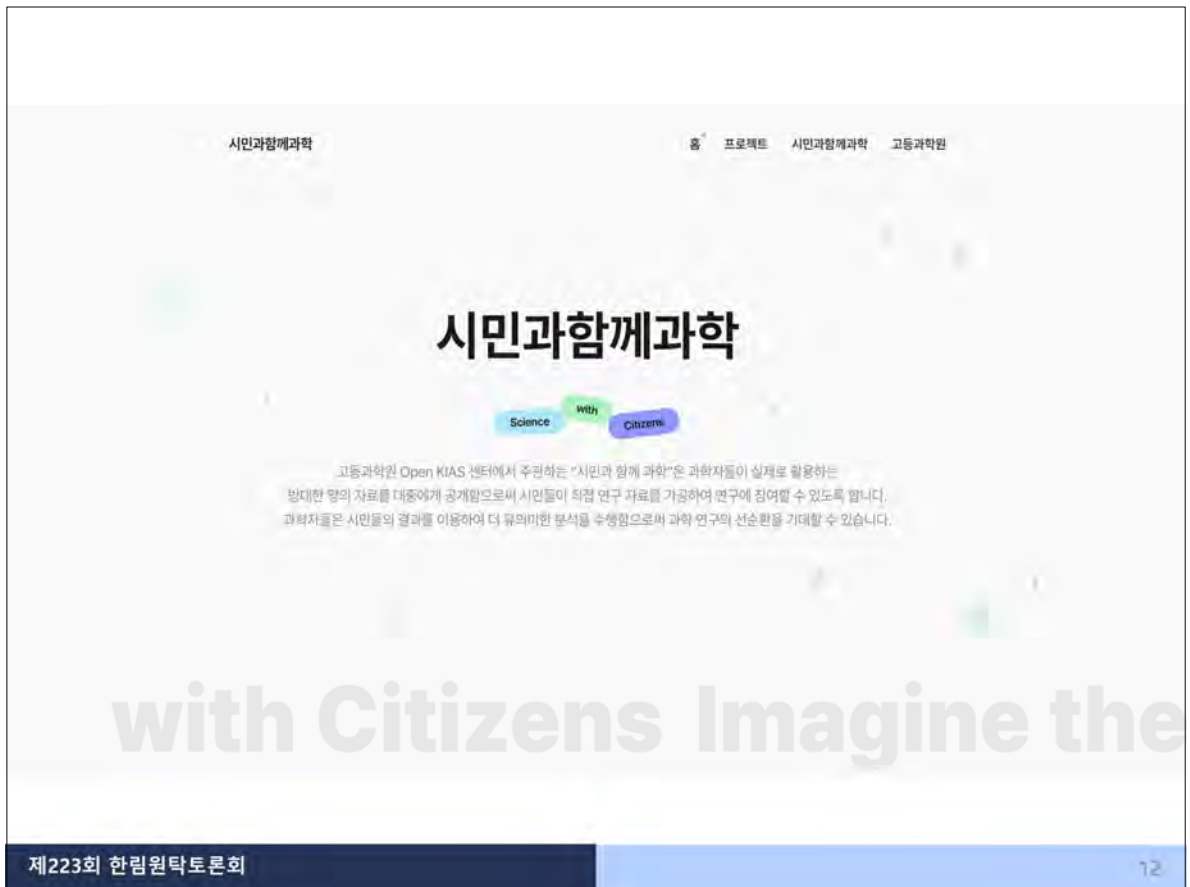 시민과함께과학
홈 프로젝트 시민과함께과학 고등과학원
시민과함께과학
Science with Citizens
고등과학원 Open KIAS 센터에서 주관하는 "시민과 함께 과학"은 과학자들이 실제로 활용하는
방대한 양의 자료를 대중에게 공개함으로써 시민들이 직접 연구 자료를 가공하여 연구에 참여할 수 있도록 합니다.
과학자들은 시민들의 결과를 이용하여 더 유의미한 분석을 수행함으로써 과학 연구의 선순환을 기대할 수 있습니다.
with Citizens Imagine the
제223회 한림원탁토론회
12